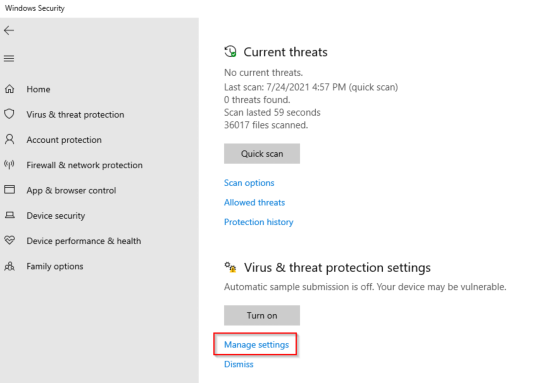 Windows Security
Home
Virus & threat protection
Account protection
Firewall & network protection
App & browser control
Device security
Device performance & health
Family options
Current threats
No current threats.
Last scan: 7/24/2021 4:57 PM (quick scan)
0 threats found.
Scan lasted 59 seconds
36017 files scanned.
Quick scan
Scan options
Allowed threats
Protection history
Virus & threat protection settings
Automatic sample submission is off. Your device may be vulnerable.
Turn on
Manage settings
Dismiss